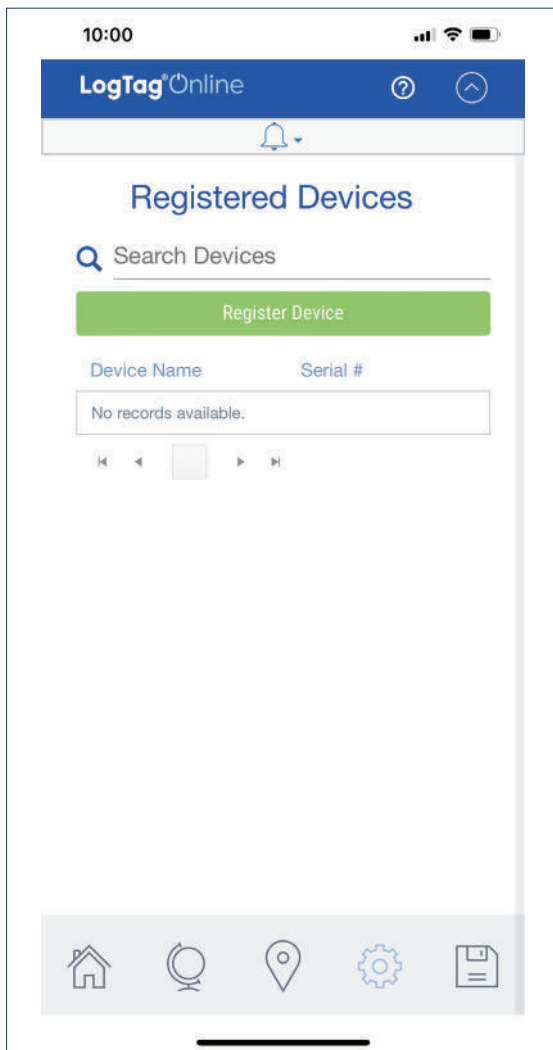 10:00
LogTag® Online
Registered Devices
Search Devices
Register Device
Device Name Serial #
No records available.